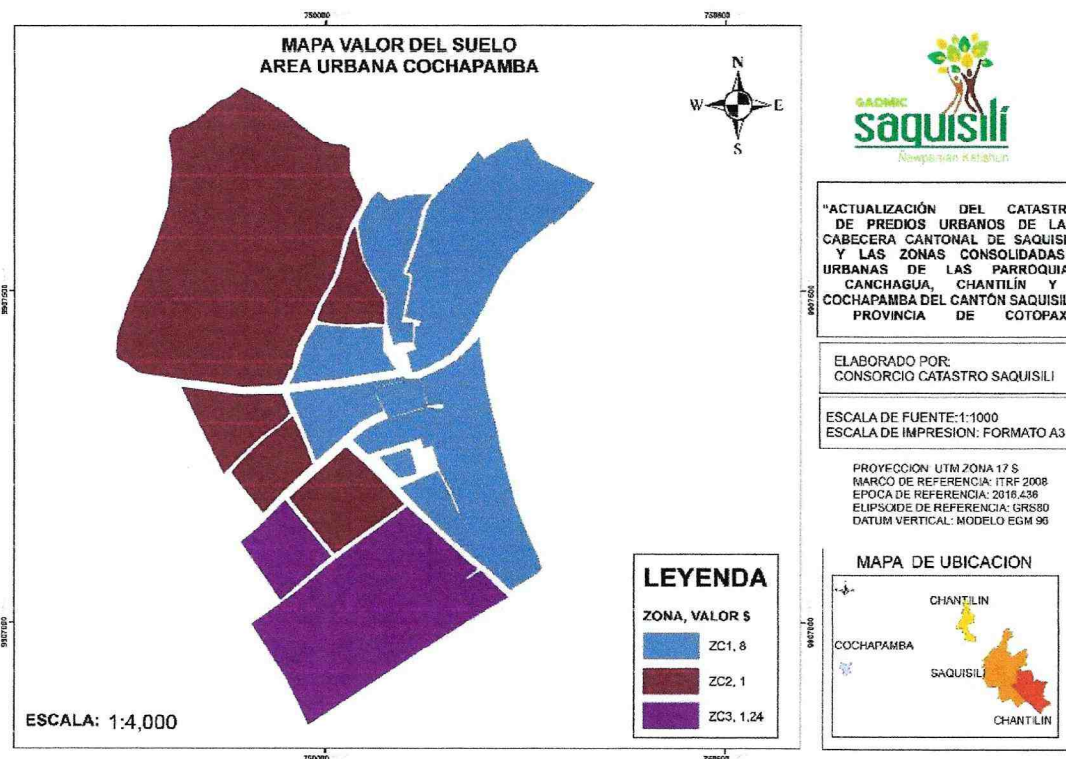 MAPA VALOR DEL SUELO
AREA URBANA COCHAPAMBA
N
W
E
S
ESCALA: 1:4,000
LEYENDA
ZONA, VALOR $
ZC1, 8
ZC2, 1
ZC3, 1.24
GADMIC
saquisilí
"ACTUALIZACIÓN DEL CATASTR
DE PREDIOS URBANOS DE LA
CABECERA CANTONAL DE SAQUISI
Y LAS ZONAS CONSOLIDADAS
URBANAS DE LAS PARROQUIA
CANCHAGUA, CHANTILÍN Y
COCHAPAMBA DEL CANTÓN SAQUISIL
PROVINCIA DE COTOPAX
ELABORADO POR:
CONSORCIO CATASTRO SAQUISILI
ESCALA DE FUENTE:1:1000
ESCALA DE IMPRESION: FORMATO A3
PROYECCION: UTM ZONA 17 S
MARCO DE REFERENCIA: ITRF 2008
EPOCA DE REFERENCIA: 2016.436
ELIPSOIDE DE REFERENCIA: GRS80
DATUM VERTICAL: MODELO EGM 96
MAPA DE UBICACION
CHANTILIN
COCHAPAMBA
SAQUISILI
CHANTILIN